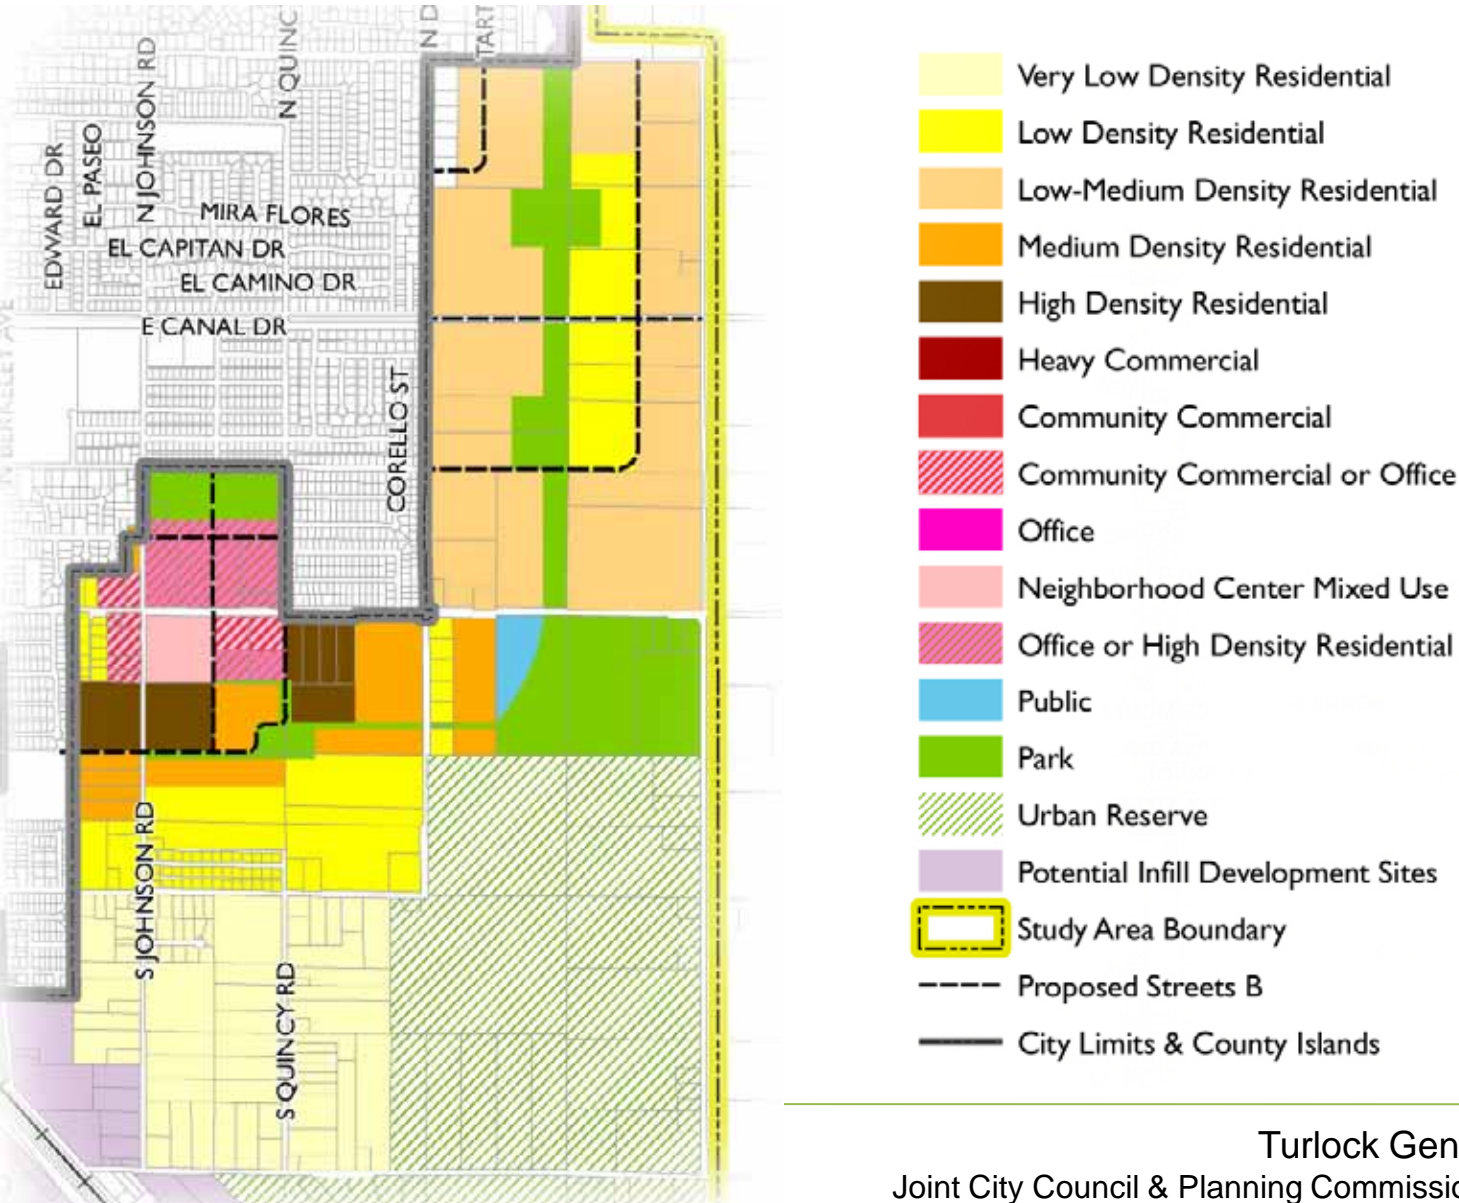 N QUINC
N D
TART
N JOHNSON RD
EL PASEO
EDWARD DR
MIRA FLORES
EL CAPITAN DR
EL CAMINO DR
E CANAL DR
N BERKELEY AVE
CORELLO ST
S JOHNSON RD
S QUINCY RD
Very Low Density Residential
Low Density Residential
Low-Medium Density Residential
Medium Density Residential
High Density Residential
Heavy Commercial
Community Commercial
Community Commercial or Office
Office
Neighborhood Center Mixed Use
Office or High Density Residential
Public
Park
Urban Reserve
Potential Infill Development Sites
Study Area Boundary
Proposed Streets B
City Limits & County Islands
Turlock Gen
Joint City Council & Planning Commissio